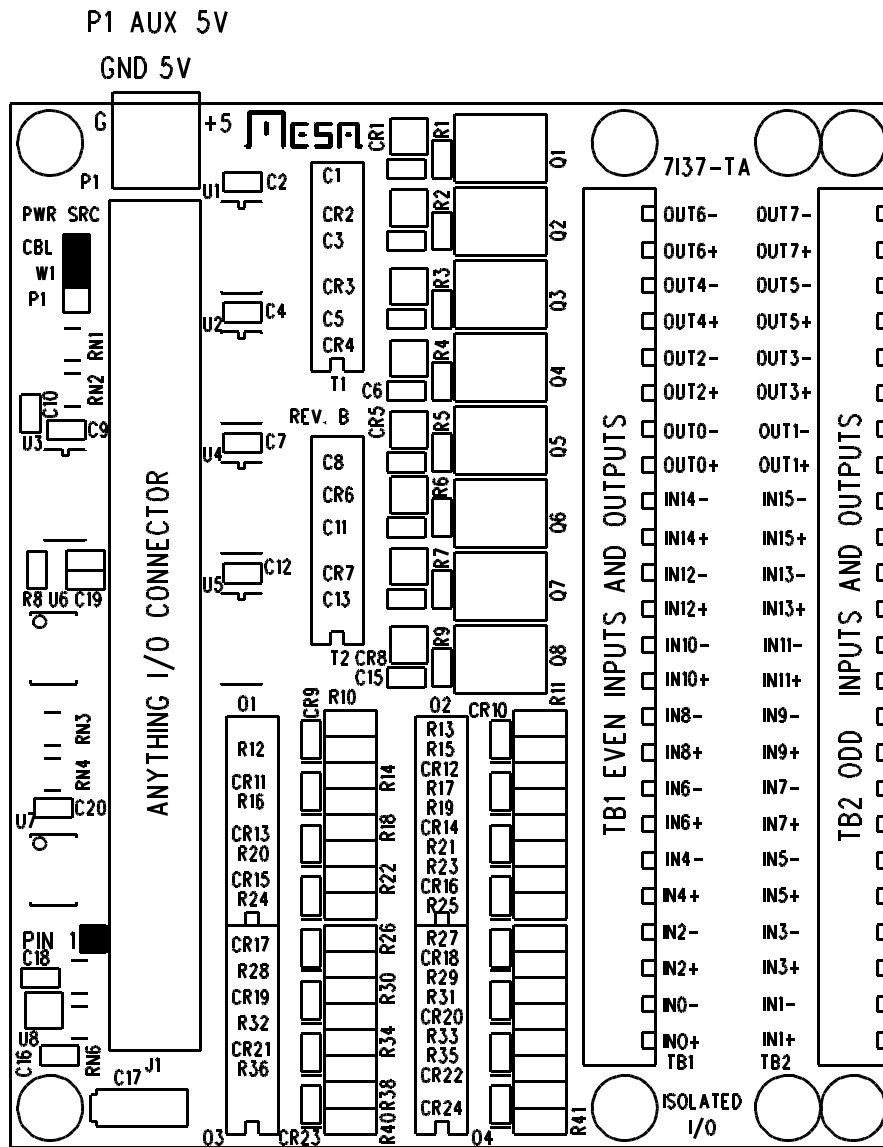 P1 AUX 5V
GND 5V
G
+5
MESA
CR1
R1
Q1
7I37-TA
P1
U1
C2
C1
PWR SRC
CR2
R2
Q2
OUT6-
OUT7-
CBL
C3
OUT6+
OUT7+
W1
CR3
R3
Q3
OUT4-
OUT5-
P1
U2
C4
C5
OUT4+
OUT5+
RN1
CR4
R4
Q4
OUT2-
OUT3-
RN2
T1
C6
OUT2+
OUT3+
C10
REV. B
CR5
R5
Q5
OUT0-
OUT1-
U3
C9
U4
C7
C8
OUT0+
OUT1+
CR6
R6
Q6
IN14-
IN15-
C11
IN14+
IN15+
ANYTHING I/O CONNECTOR
TB1 EVEN INPUTS AND OUTPUTS
TB2 ODD INPUTS AND OUTPUTS
U5
C12
CR7
R7
Q7
IN12-
IN13-
R8
U6
C19
C13
IN12+
IN13+
T2
CR8
R9
Q8
IN10-
IN11-
C15
IN10+
IN11+
O1
CR9
R10
O2
CR10
R11
RN3
R12
R13
R15
IN8-
IN9-
CR12
IN8+
IN9+
RN4
CR11
R16
R14
R17
R19
IN6-
IN7-
U7
C20
CR13
R20
R18
CR14
R21
IN6+
IN7+
R23
IN4-
IN5-
CR15
R24
R22
CR16
R25
IN4+
IN5+
PIN 1
CR17
R26
R27
IN2-
IN3-
C18
CR18
R28
R29
IN2+
IN3+
CR19
R30
R31
IN0-
IN1-
U8
R32
CR20
R34
R33
IN0+
IN1+
C16
RN6
J1
CR21
R36
R35
TB1
TB2
C17
CR22
R38
CR24
ISOLATED
I/O
O3
CR23
R40
O4
R41